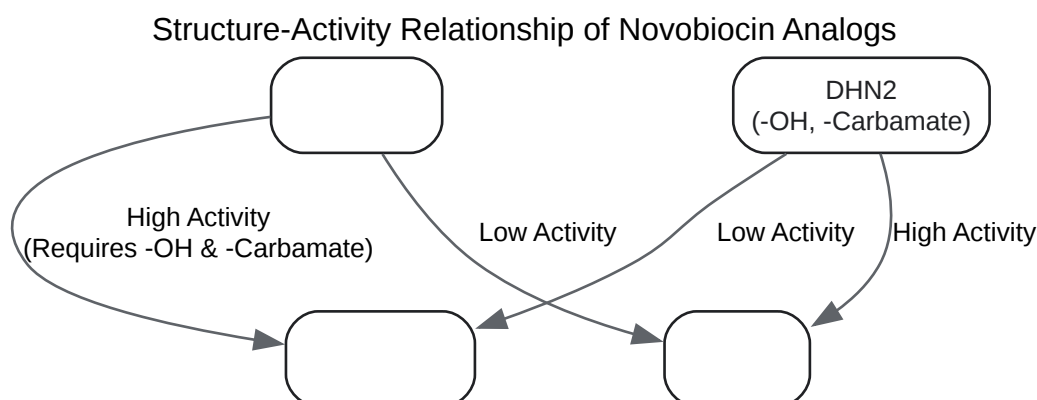 Structure-Activity Relationship of Novobiocin Analogs
DHN2
(-OH, -Carbamate)
High Activity
(Requires -OH & -Carbamate)
Low Activity
Low Activity
High Activity